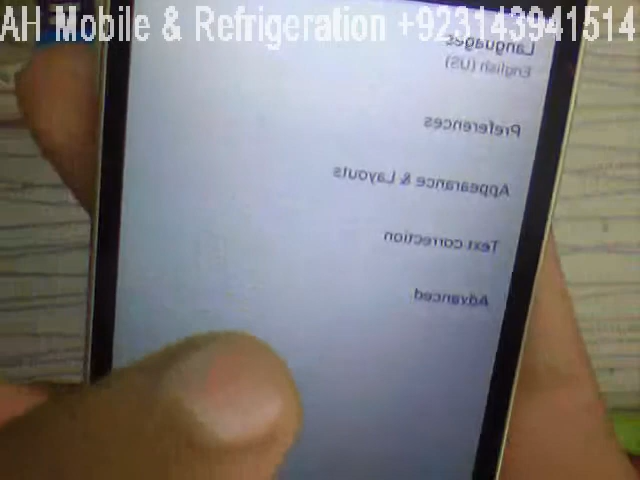 AH Mobile & Refrigeration +923143941514
Languages
English (US)
Preferences
Appearance & Layouts
Text correction
Advanced